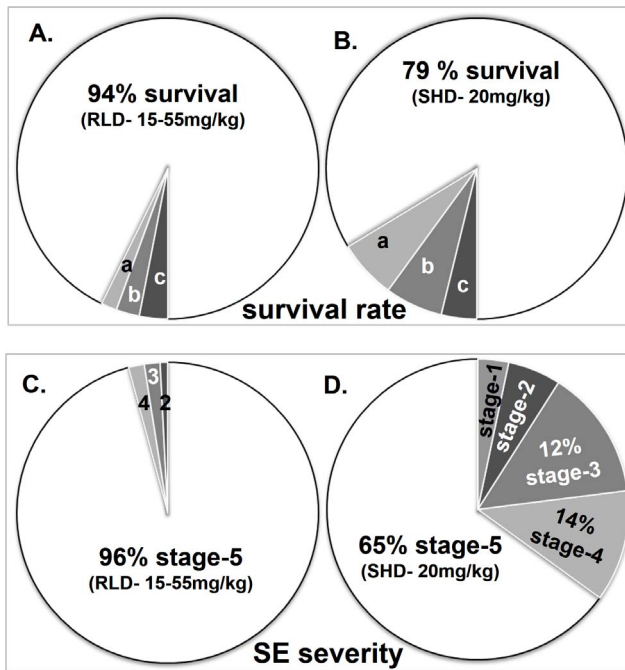 A.
94% survival
(RLD- 15-55mg/kg)
a
b
c
B.
79 % survival
(SHD- 20mg/kg)
a
b
c
survival rate
C.
4
3
2
96% stage-5
(RLD- 15-55mg/kg)
D.
stage-1
stage-2
12%
stage-3
14%
stage-4
65% stage-5
(SHD- 20mg/kg)
SE severity